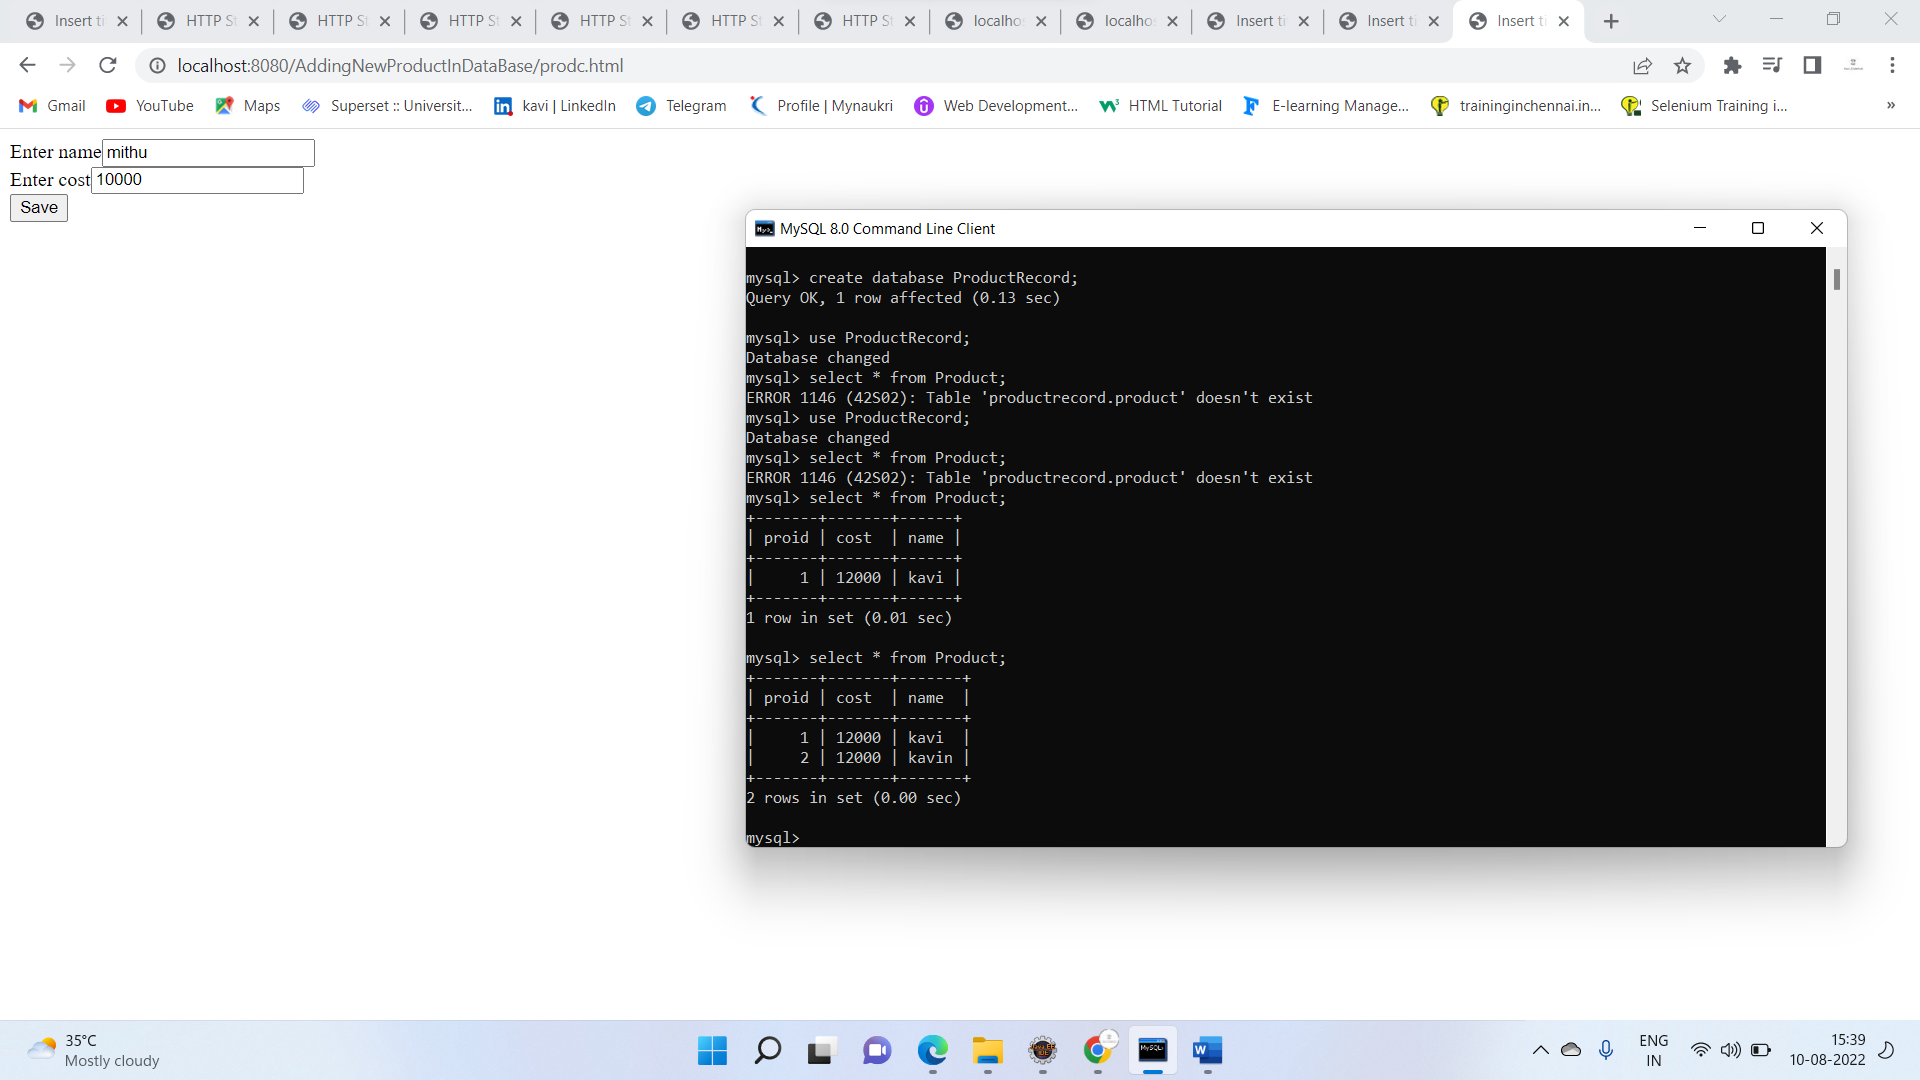 Insert ti HTTP St HTTP St HTTP St HTTP St HTTP St HTTP St localhos localhos Insert ti Insert ti Insert ti
localhost:8080/AddingNewProductInDataBase/prodc.html
Gmail YouTube Maps Superset :: Universit... kavi | LinkedIn Telegram Profile | Mynaukri Web Development... HTML Tutorial E-learning Manage... traininginchennai.in... Selenium Training i... »
Enter name mithu
Enter cost 10000
Save
MySQL 8.0 Command Line Client
mysql> create database ProductRecord;
Query OK, 1 row affected (0.13 sec)
mysql> use ProductRecord;
Database changed
mysql> select * from Product;
ERROR 1146 (42S02): Table 'productrecord.product' doesn't exist
mysql> use ProductRecord;
Database changed
mysql> select * from Product;
ERROR 1146 (42S02): Table 'productrecord.product' doesn't exist
mysql> select * from Product;
+-------+-------+------+
| proid | cost  | name |
+-------+-------+------+
|     1 | 12000 | kavi |
+-------+-------+------+
1 row in set (0.01 sec)
mysql> select * from Product;
+-------+-------+-------+
| proid | cost  | name  |
+-------+-------+-------+
|     1 | 12000 | kavi  |
|     2 | 12000 | kavin |
+-------+-------+-------+
2 rows in set (0.00 sec)
mysql>
35°C
Mostly cloudy
ENG
IN
15:39
10-08-2022